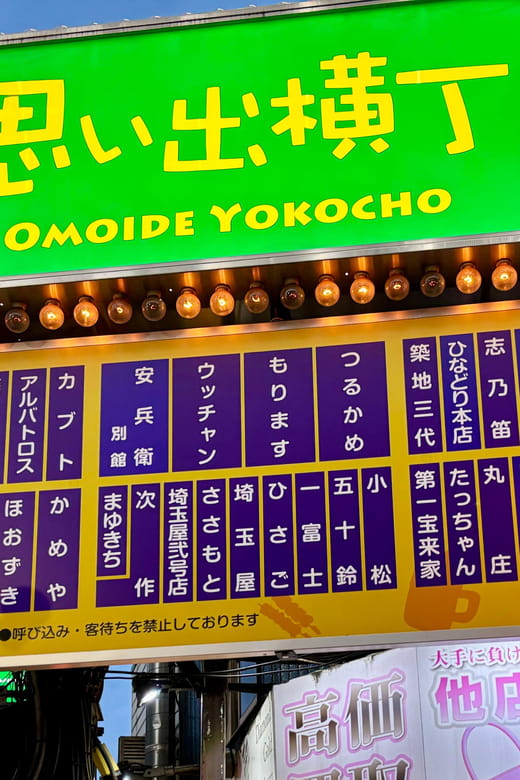 思い出横丁
OMOIDE YOKOCHO
志乃笛
ひなどり本店
築地三代
つるかめ
もります
ウッチャン
安兵衛
別館
カブト
アルバトロス
丸庄
たっちゃん
第一宝来家
小松
五十鈴
一富士
ひさご
埼玉屋
ささもと
埼玉屋弐号店
次作
まゆきち
かめや
ほおずき
●呼び込み・客待ちを禁止しております
大手に負け
他店
高価